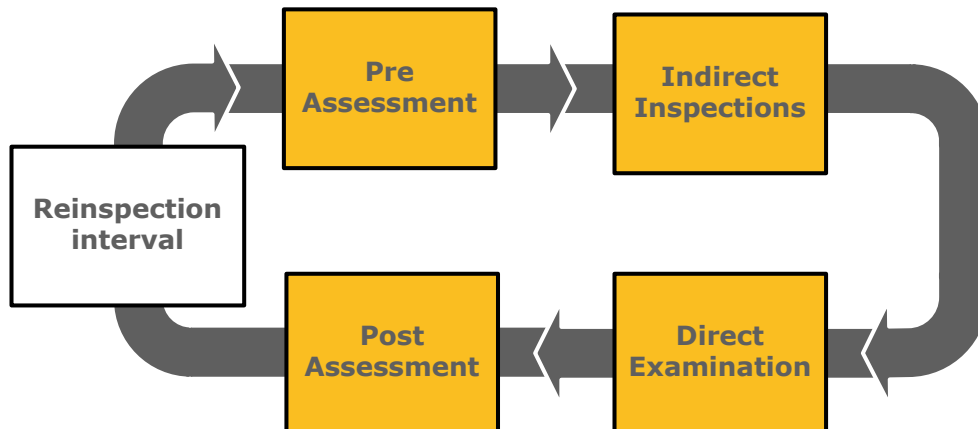 Pre
Assessment
Indirect
Inspections
Reinspection
interval
Post
Assessment
Direct
Examination